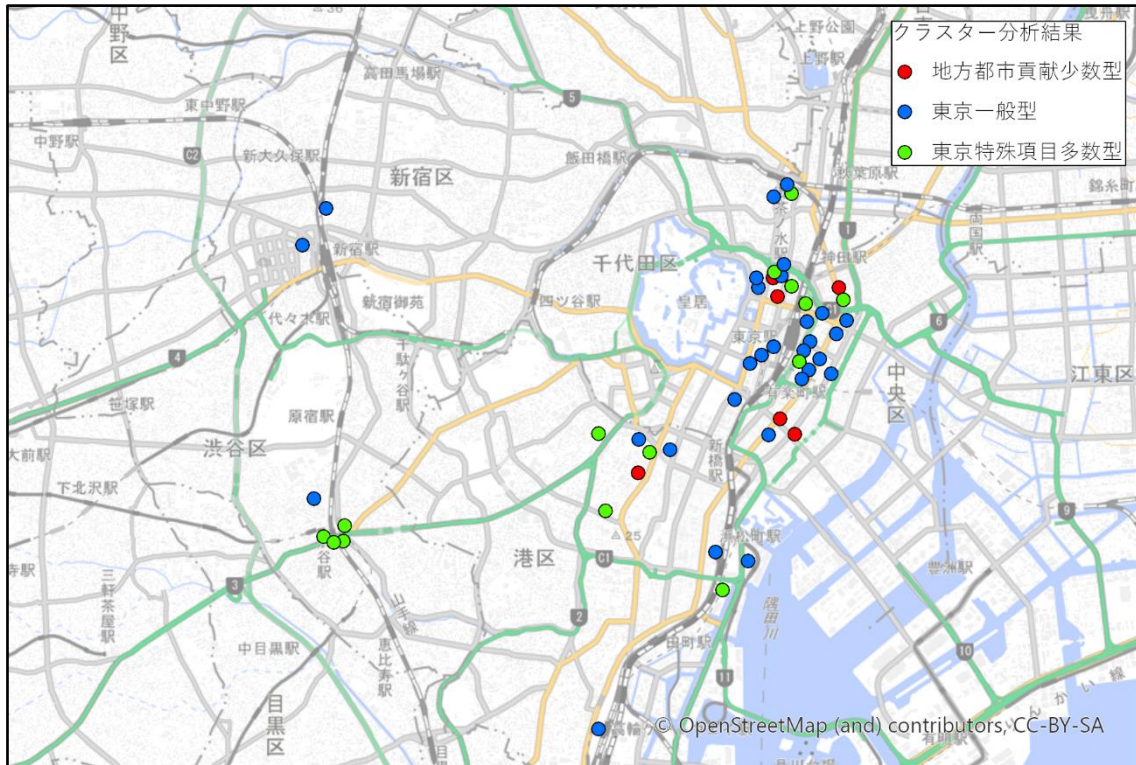 中野区
上野公園
上野駅
クラスター分析結果
地方都市貢献少数型
東京一般型
東京特殊項目多数型
高田馬場駅
東中野駅
中野駅
新大久保駅
飯田橋駅
秋葉原駅
錦糸町
新宿区
両国駅
新宿駅
千代田区
神田駅
四ツ谷駅
皇居
新宿御苑
代々木駅
千駄ヶ谷駅
東京駅
中央区
江東区
笹塚駅
有楽町駅
原宿駅
渋谷区
大前駅
新橋駅
下北沢駅
港区
浜松町駅
豊洲駅
三軒茶屋駅
山手線
隅田川
中目黒駅
恵比寿駅
田町駅
目黒区
有明駅
© OpenStreetMap (and) contributors, CC-BY-SA